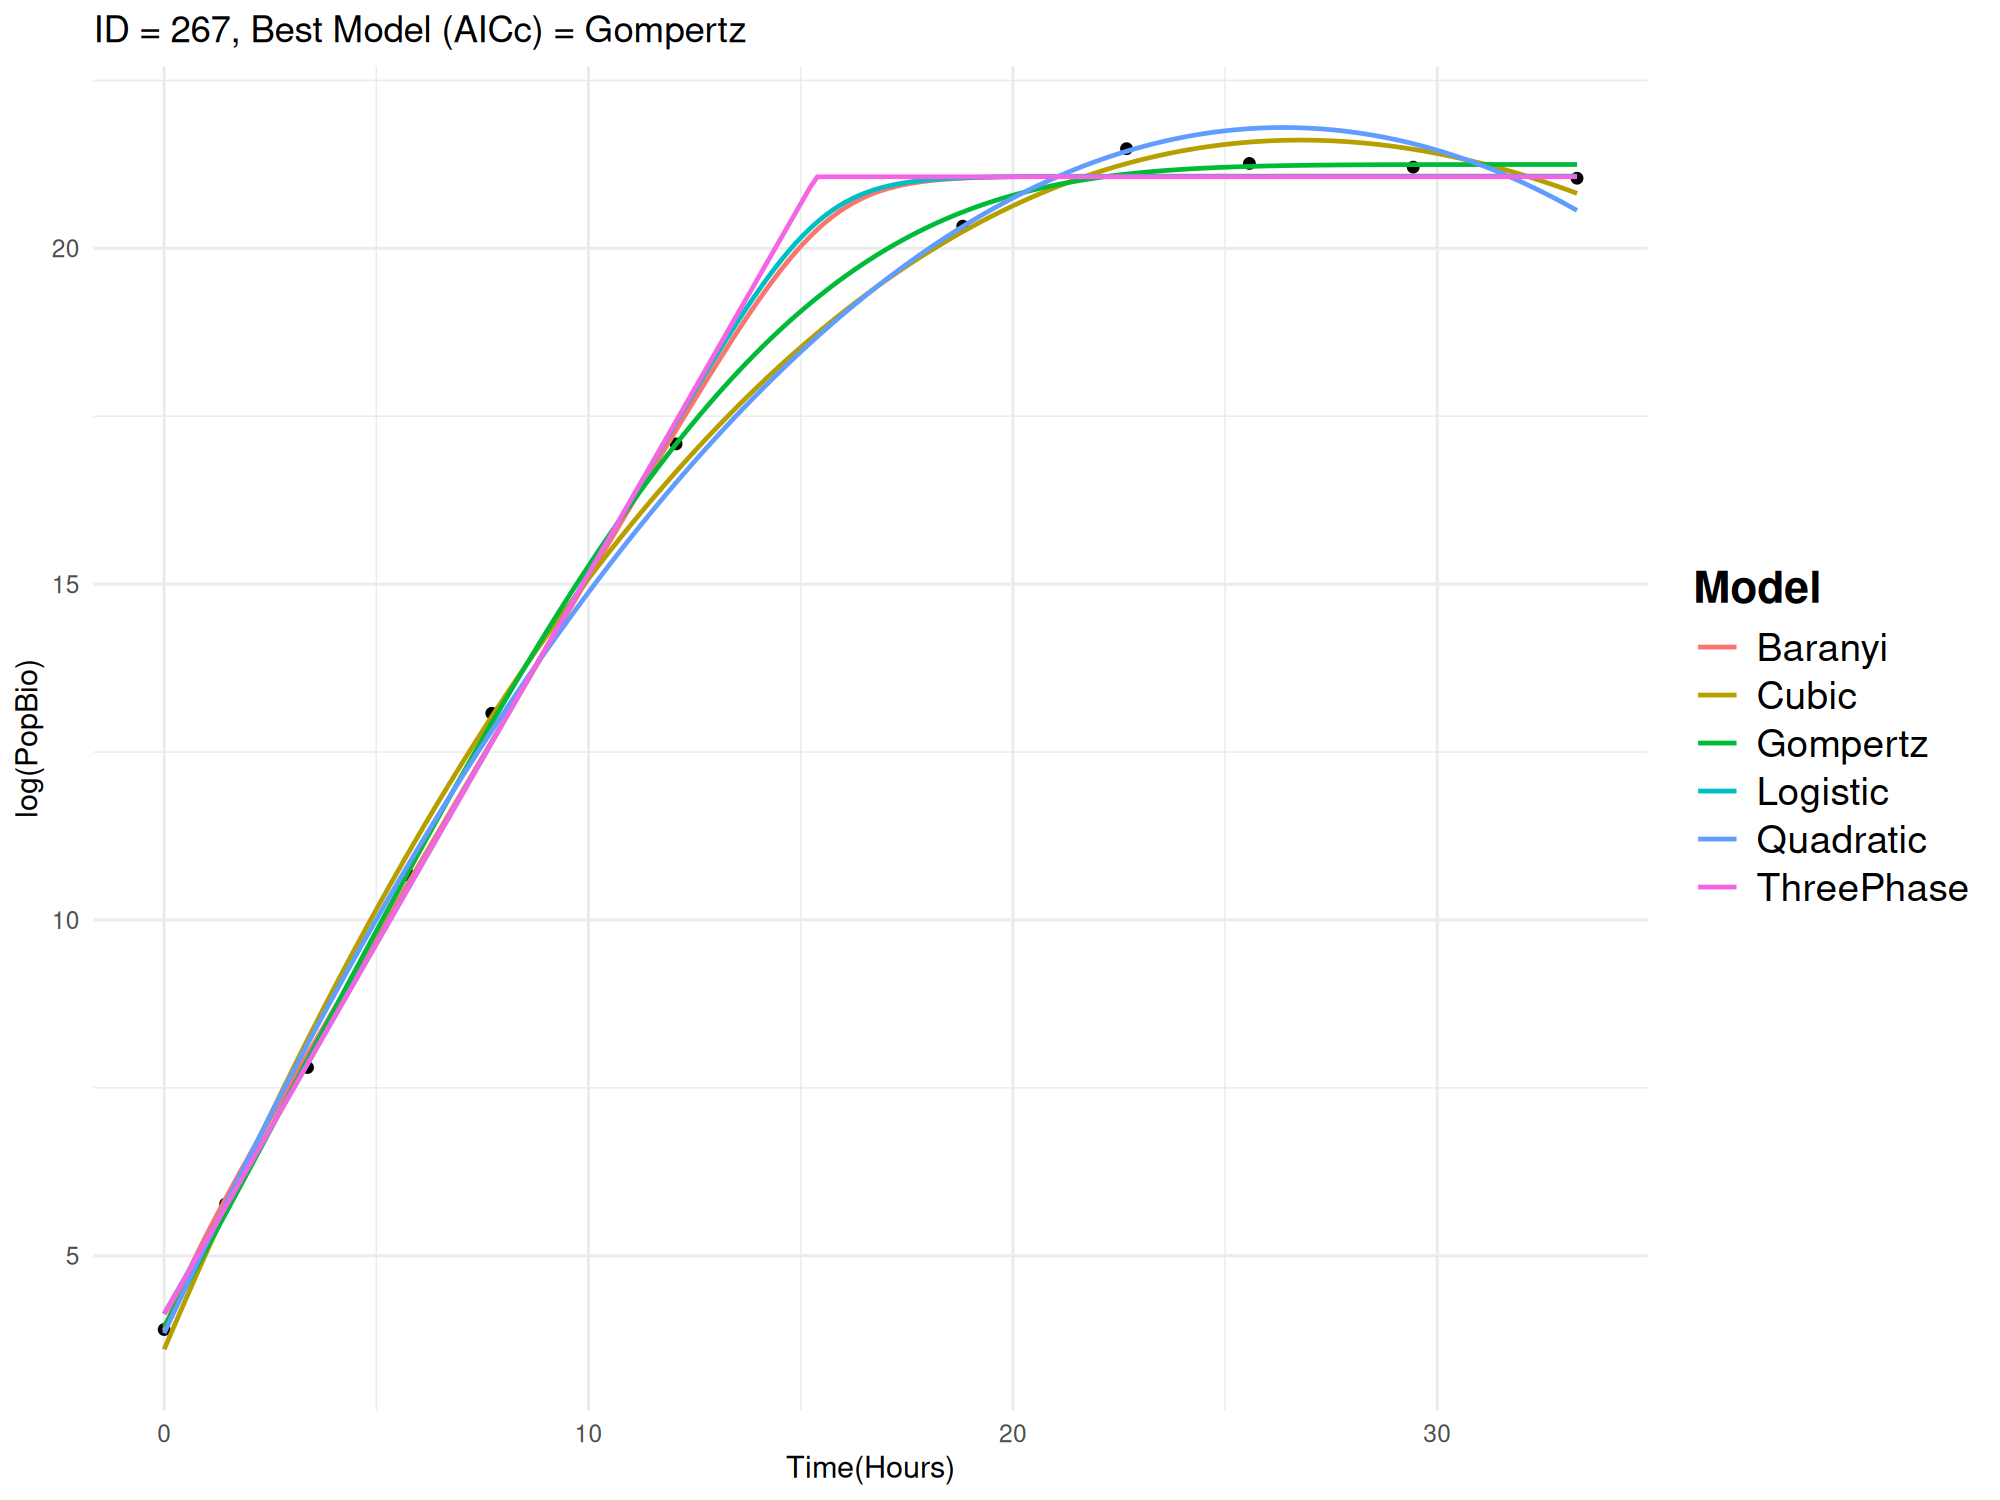 ID = 267, Best Model (AICc) = Gompertz
20
15
10
5
log(PopBio)
0
10
20
30
Time(Hours)
Model
Baranyi
Cubic
Gompertz
Logistic
Quadratic
ThreePhase